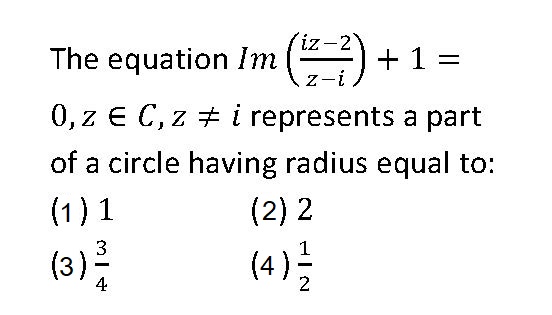 The equation Im (iz−2/z−i) + 1 =
0, z ∈ C, z ≠ i represents a part
of a circle having radius equal to:
(1) 1 (2) 2
(3) 3/4 (4) 1/2